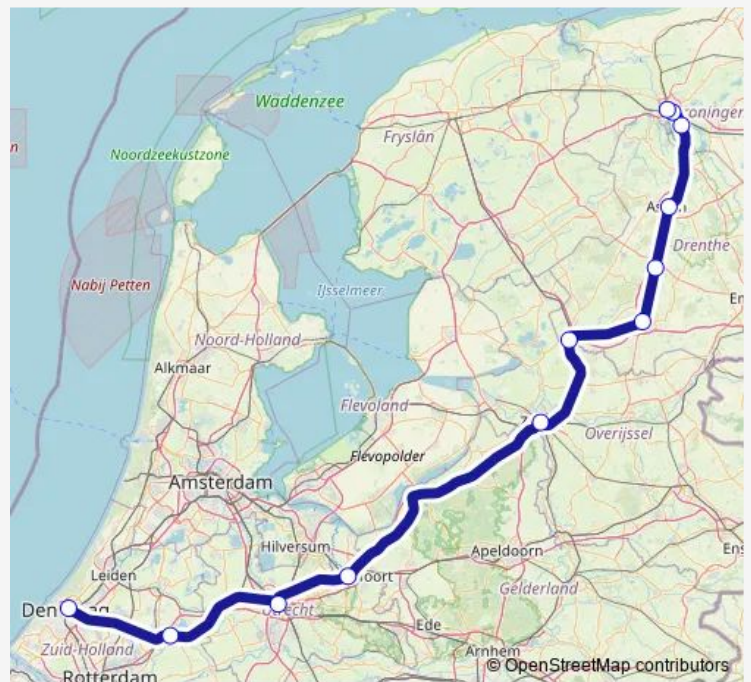 Waddenzee
Fryslân
Noordzeekustzone
Drenthe
Nabij Petten
IJsselmeer
Noord-Holland
Alkmaar
Flevoland
Overijssel
Flevopolder
Amsterdam
Hilversum
Apeldoorn
Leiden
Gelderland
Den
Ede
Zuid-Holland
Arnhem
Rotterdam
© OpenStreetMap contributors